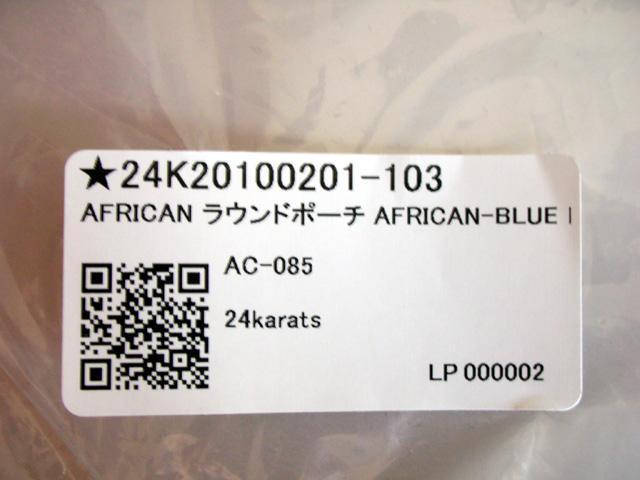 ★24K20100201-103
AFRICAN ラウンドポーチ AFRICAN-BLUE
AC-085
24karats
LP 000002